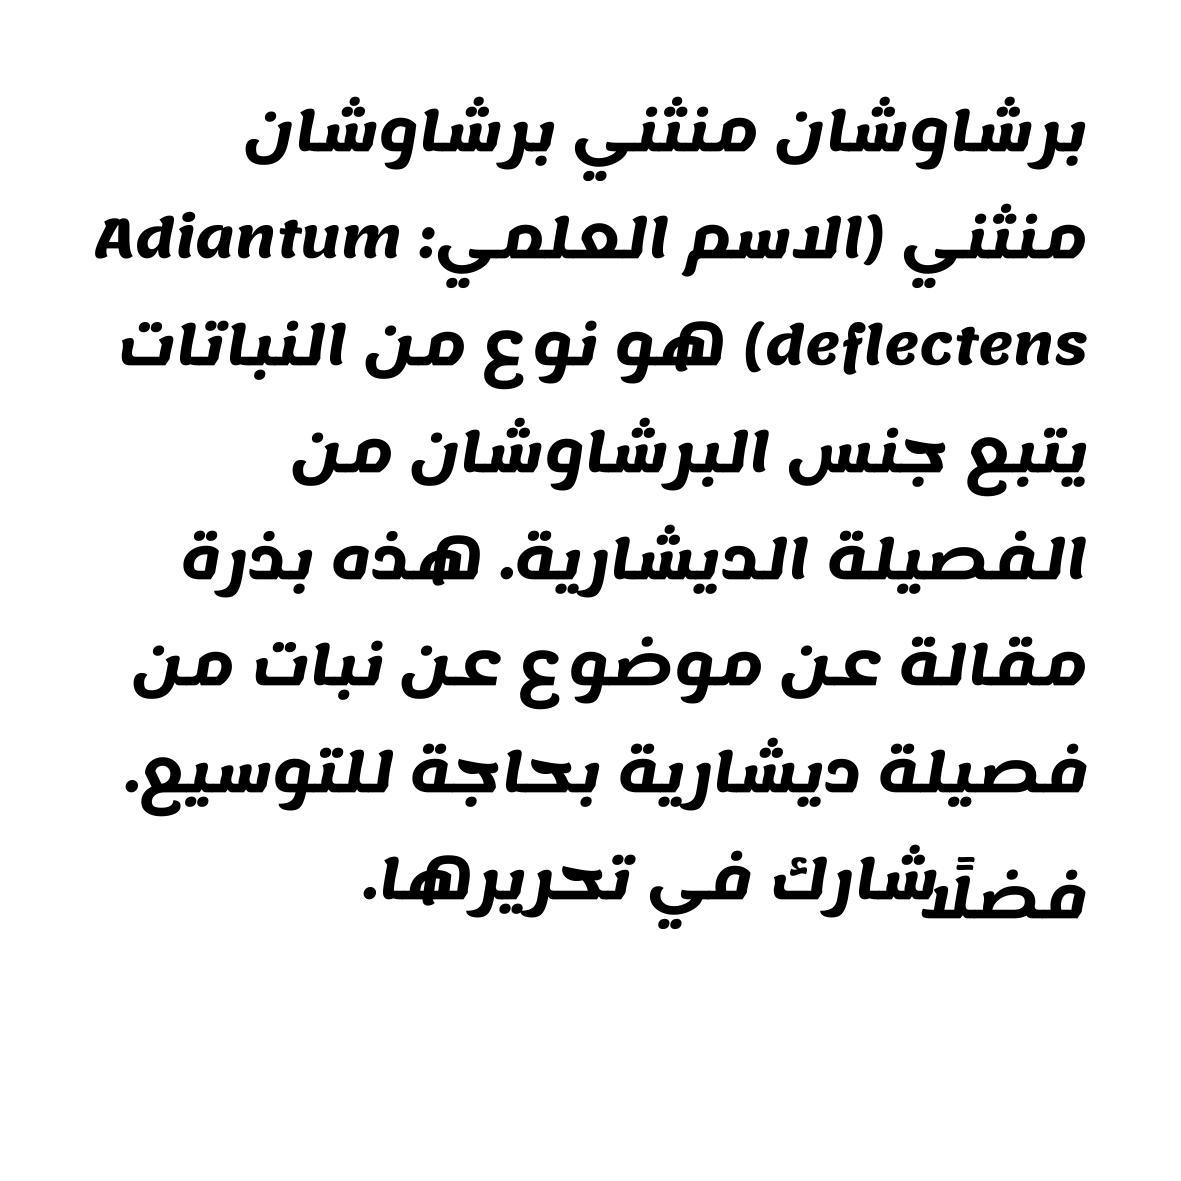 برشاوشان منثني برشاوشان
منثني (الاسم العلمي: Adiantum
deflectens) هو نوع من النباتات
يتبع جنس البرشاوشان من
الفصيلة الديشارية. هذه بذرة
مقالة عن موضوع عن نبات من
فصيلة ديشارية بحاجة للتوسيع.
فضلًا شارك في تحريرها.